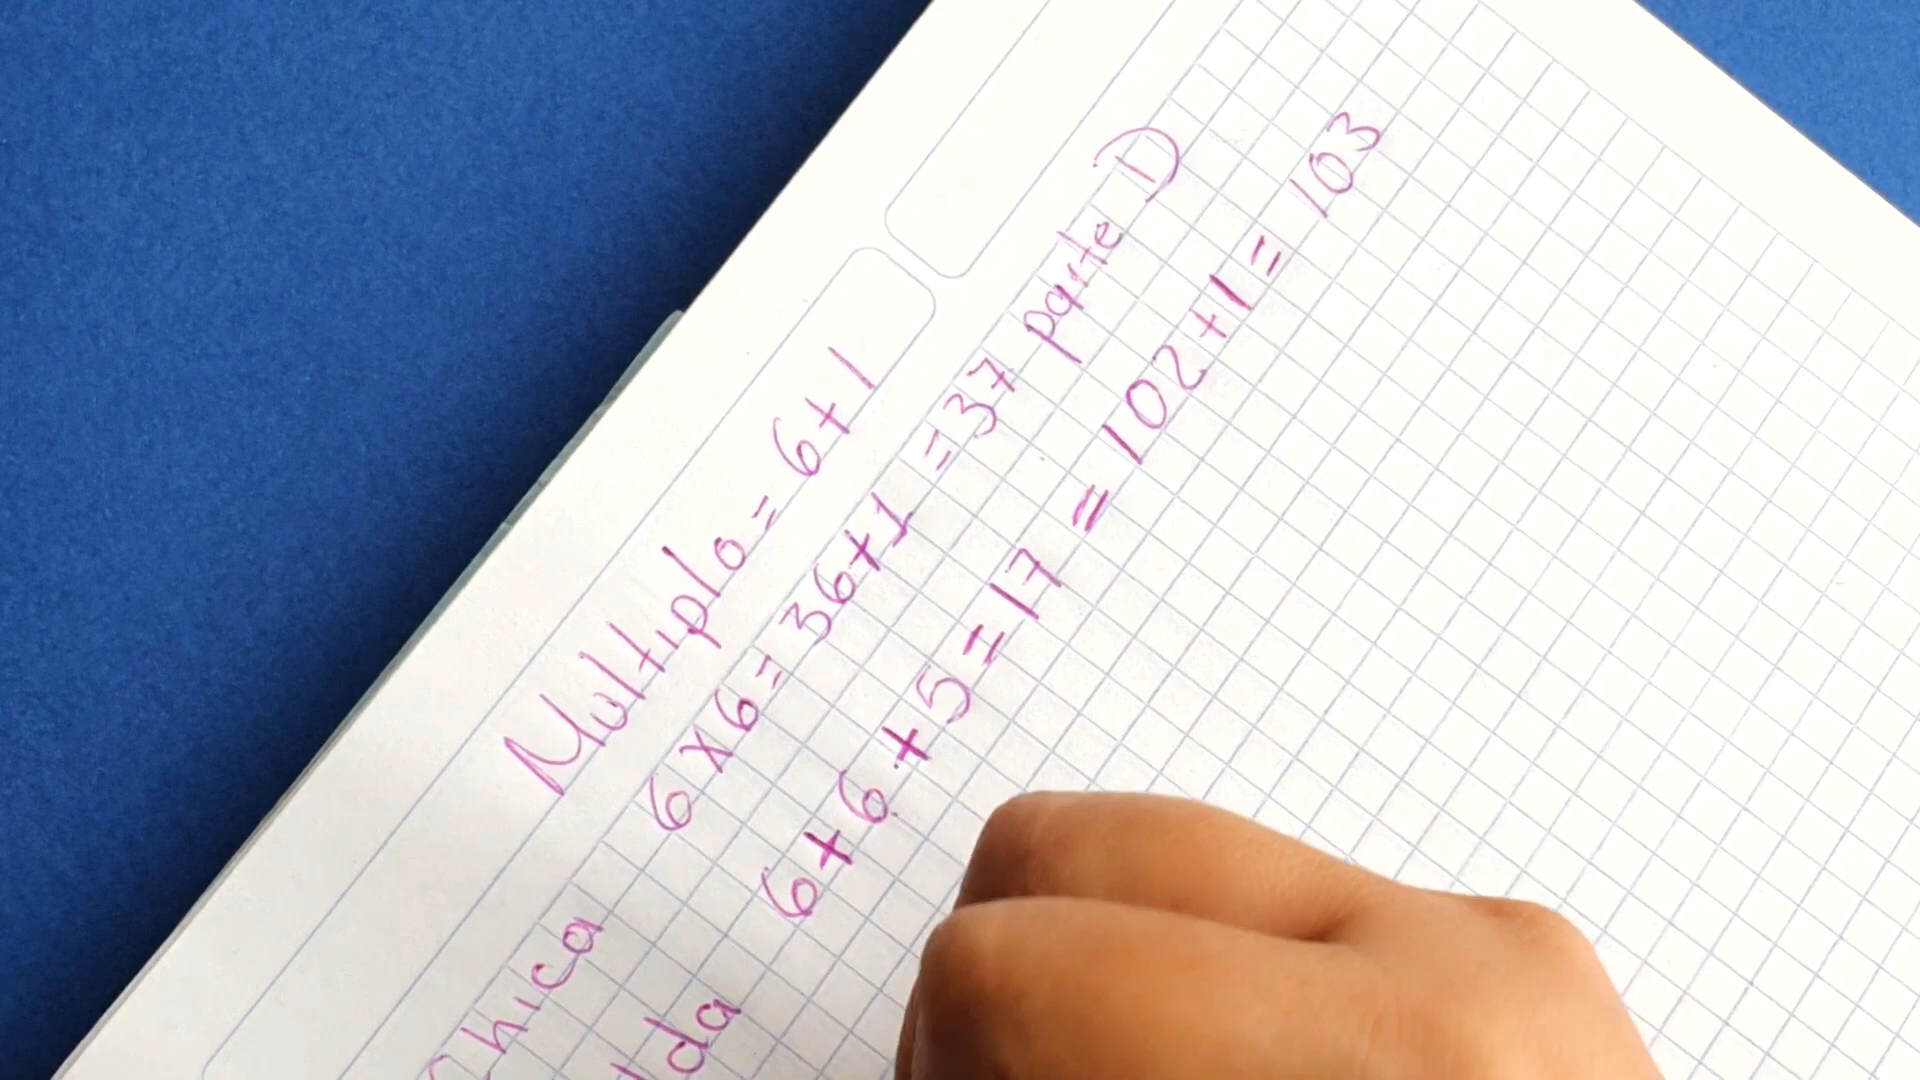 Multiplo = 6+1
6x6 = 36+1 = 37 parte D
6+6+5=17 = 102+1= 103
chica